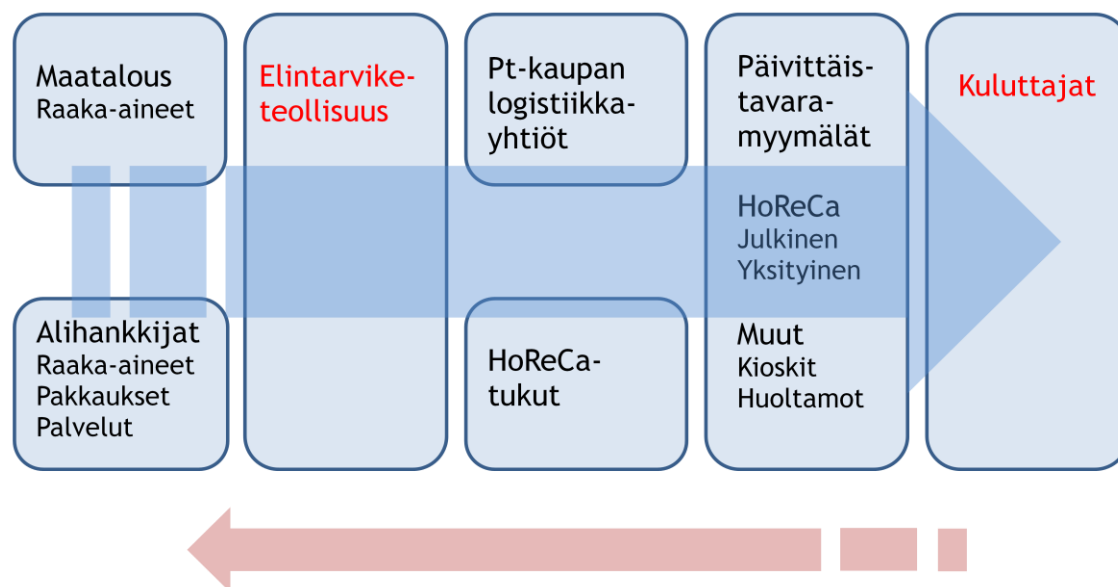 Maatalous
Raaka-aineet
Alihankkijat
Raaka-aineet
Pakkaukset
Palvelut
Elintarvike-
teollisuus
Pt-kaupan
logistiikka-
yhtiöt
HoReCa-
tukut
Päivittäis-
tavara-
myymälät
HoReCa
Julkinen
Yksityinen
Muut
Kioskit
Huoltamot
Kuluttajat